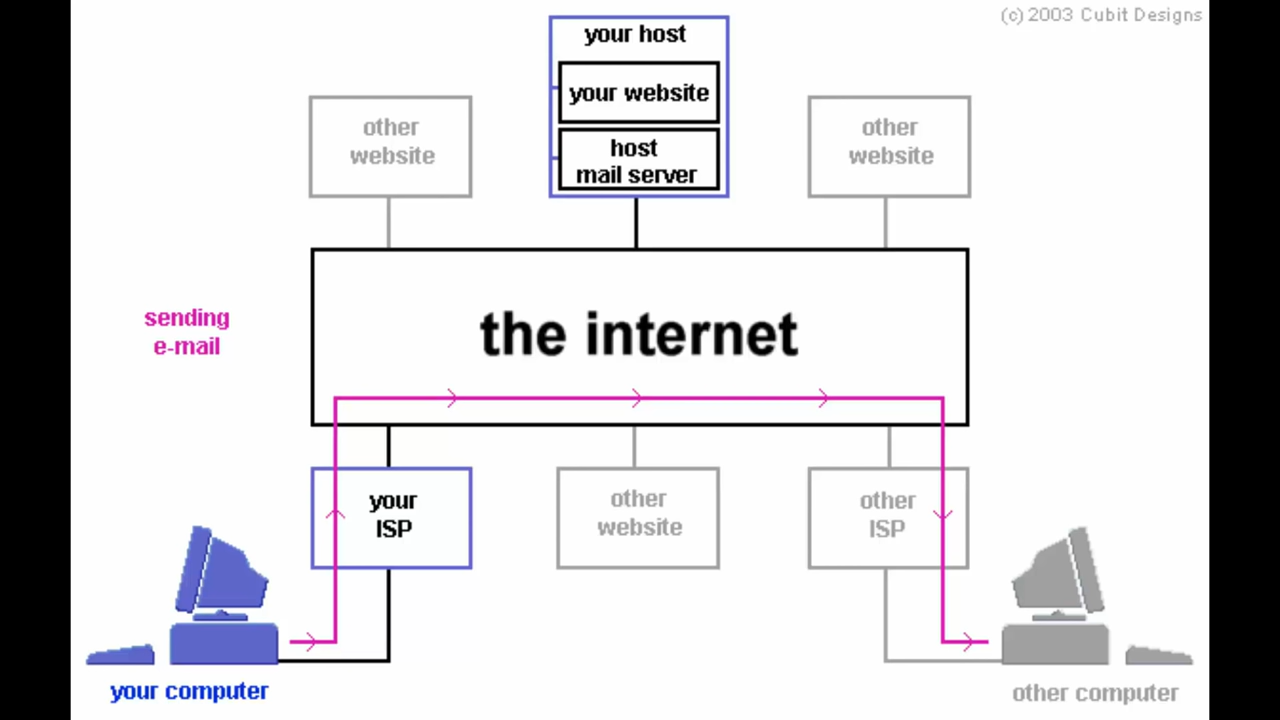 (c) 2003 Cubit Designs
your host
your website
host
mail server
other
website
other
website
sending
e-mail
the internet
your
ISP
other
website
other
ISP
your computer
other computer